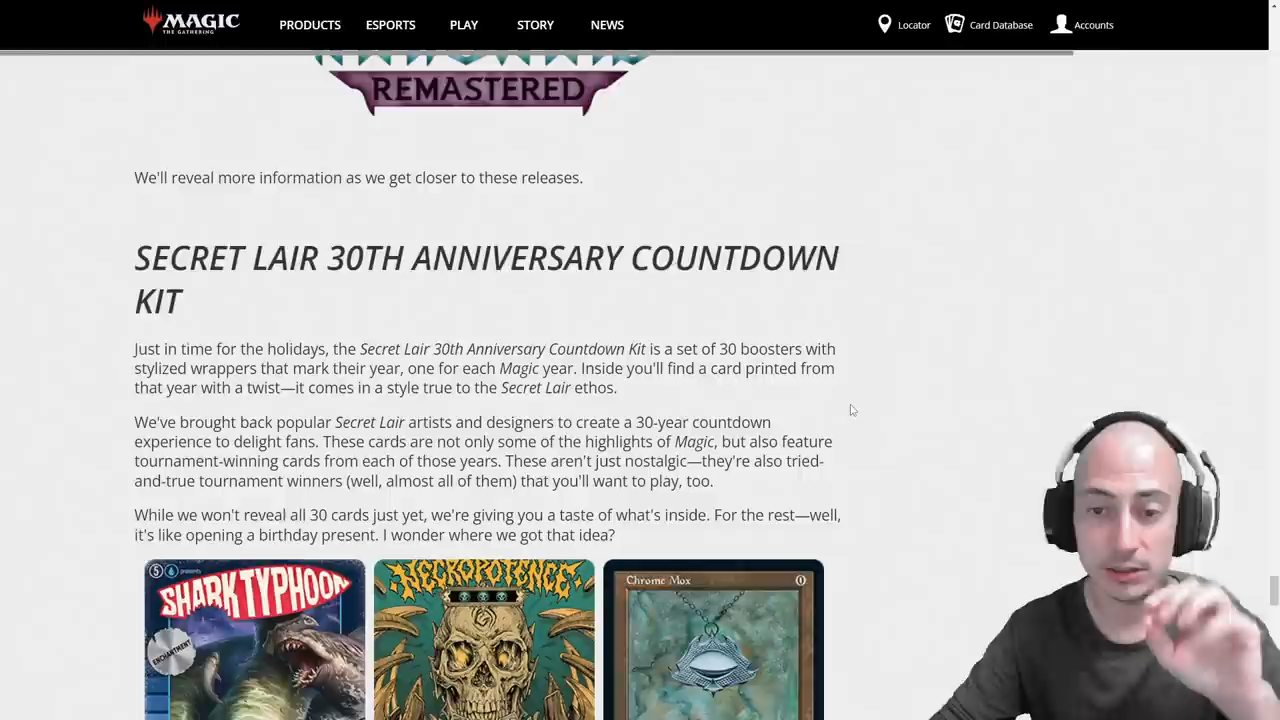 MAGIC
THE GATHERING
PRODUCTS ESPORTS PLAY STORY NEWS
Locator Card Database Accounts
REMASTERED
We'll reveal more information as we get closer to these releases.
SECRET LAIR 30TH ANNIVERSARY COUNTDOWN
KIT
Just in time for the holidays, the Secret Lair 30th Anniversary Countdown Kit is a set of 30 boosters with
stylized wrappers that mark their year, one for each Magic year. Inside you'll find a card printed from
that year with a twist—it comes in a style true to the Secret Lair ethos.
We've brought back popular Secret Lair artists and designers to create a 30-year countdown
experience to delight fans. These cards are not only some of the highlights of Magic, but also feature
tournament-winning cards from each of those years. These aren't just nostalgic—they're also tried-
and-true tournament winners (well, almost all of them) that you'll want to play, too.
While we won't reveal all 30 cards just yet, we're giving you a taste of what's inside. For the rest—well,
it's like opening a birthday present. I wonder where we got that idea?
5 presents
SHARK TYPHOON
ENCHANTMENT
NECROPOTENCE
Chrome Mox 0